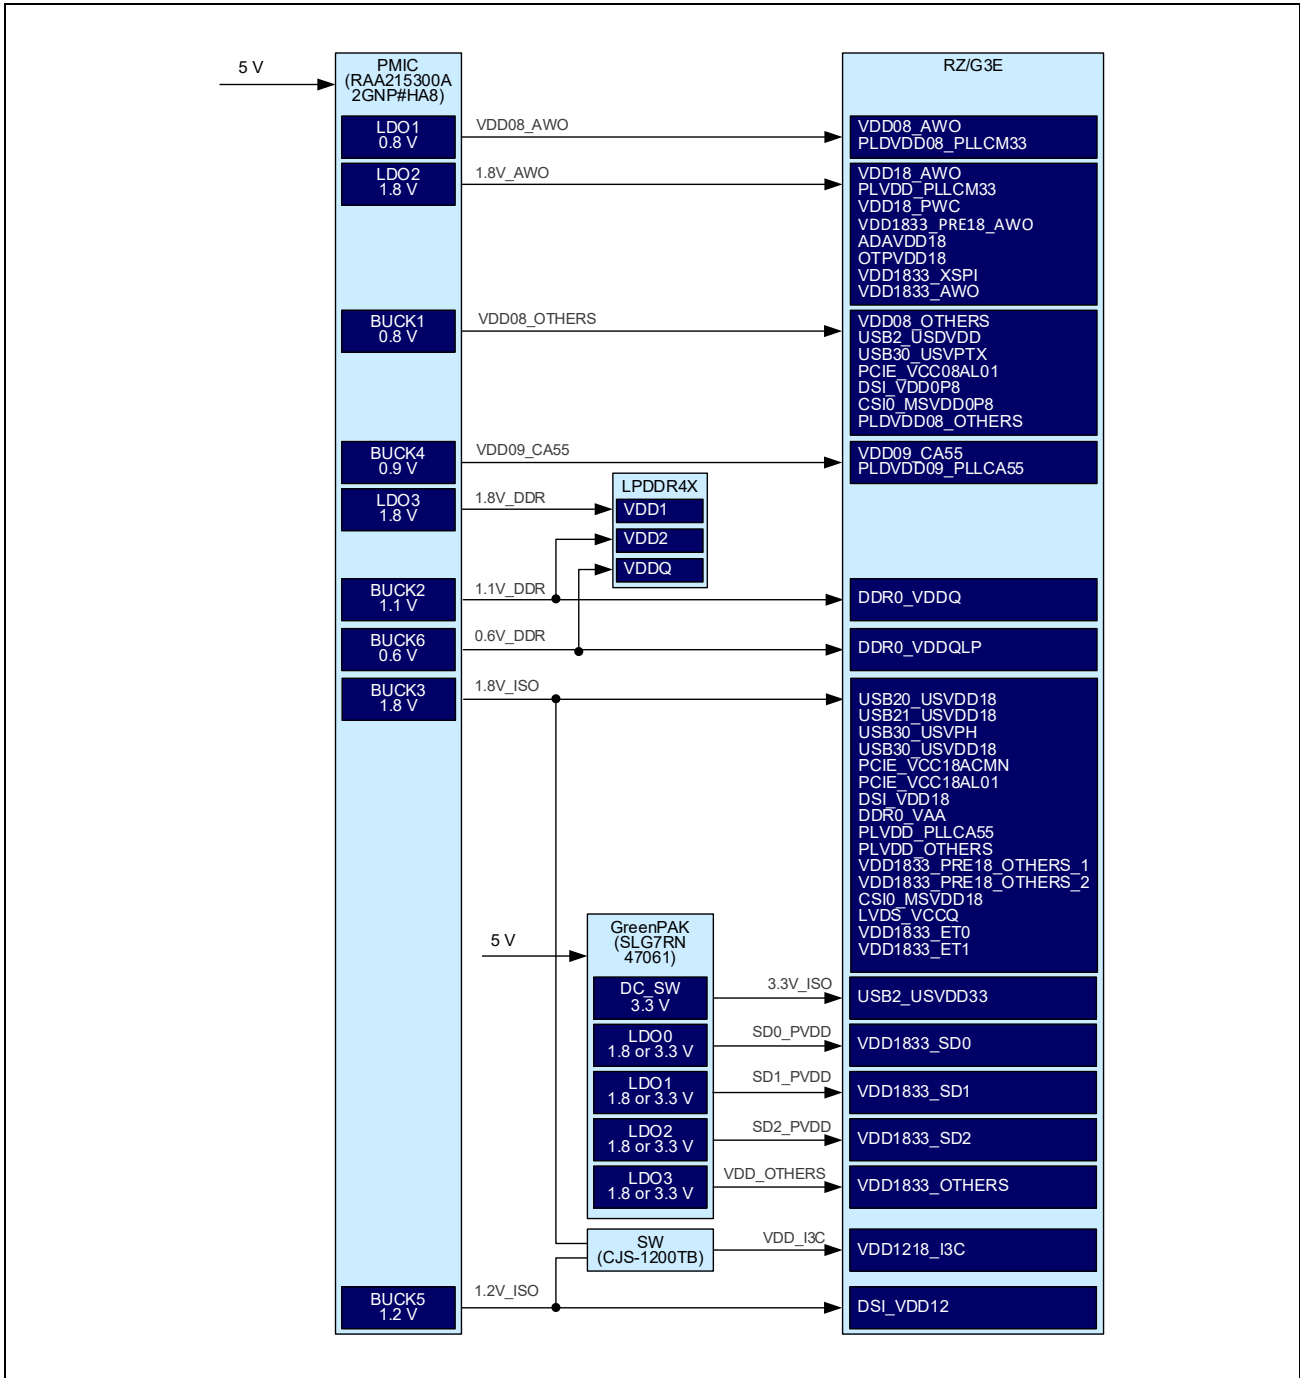 5 V
PMIC
(RAA215300A
2GNP#HA8)
RZ/G3E
LDO1
0.8 V
VDD08_AWO
VDD08_AWO
PLDVDD08_PLLCM33
LDO2
1.8 V
1.8V_AWO
VDD18_AWO
PLVDD_PLLCM33
VDD18_PWC
VDD1833_PRE18_AWO
ADAVDD18
OTPVDD18
VDD1833_XSPI
VDD1833_AWO
BUCK1
0.8 V
VDD08_OTHERS
VDD08_OTHERS
USB2_USDVDD
USB30_USVPTX
PCIE_VCC08AL01
DSI_VDD0P8
CSI0_MSVDD0P8
PLDVDD08_OTHERS
BUCK4
0.9 V
VDD09_CA55
VDD09_CA55
PLDVDD09_PLLCA55
LDO3
1.8 V
1.8V_DDR
LPDDR4X
VDD1
VDD2
VDDQ
BUCK2
1.1 V
1.1V_DDR
DDR0_VDDQ
BUCK6
0.6 V
0.6V_DDR
DDR0_VDDQLP
BUCK3
1.8 V
1.8V_ISO
USB20_USVDD18
USB21_USVDD18
USB30_USVPH
USB30_USVDD18
PCIE_VCC18ACMN
PCIE_VCC18AL01
DSI_VDD18
DDR0_VAA
PLVDD_PLLCA55
PLVDD_OTHERS
VDD1833_PRE18_OTHERS_1
VDD1833_PRE18_OTHERS_2
CSI0_MSVDD18
LVDS_VCCQ
VDD1833_ET0
VDD1833_ET1
5 V
GreenPAK
(SLG7RN
47061)
DC_SW
3.3 V
3.3V_ISO
USB2_USVDD33
LDO0
1.8 or 3.3 V
SD0_PVDD
VDD1833_SD0
LDO1
1.8 or 3.3 V
SD1_PVDD
VDD1833_SD1
LDO2
1.8 or 3.3 V
SD2_PVDD
VDD1833_SD2
LDO3
1.8 or 3.3 V
VDD_OTHERS
VDD1833_OTHERS
SW
(CJS-1200TB)
VDD_I3C
VDD1218_I3C
BUCK5
1.2 V
1.2V_ISO
DSI_VDD12